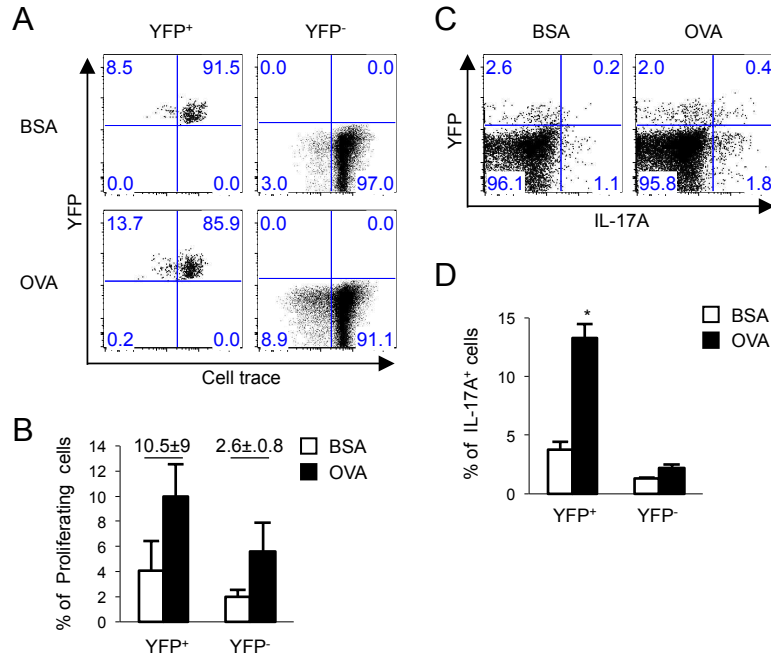 A
YFP⁺
YFP⁻
BSA
8.5
91.5
0.0
0.0
0.0
0.0
3.0
97.0
YFP
OVA
13.7
85.9
0.2
0.0
0.0
0.0
8.9
91.1
Cell trace
B
10.5±9
2.6±.0.8
BSA
OVA
% of Proliferating cells
14
12
10
8
6
4
2
0
YFP⁺
YFP⁻
C
BSA
OVA
2.6
0.2
96.1
1.1
2.0
0.4
95.8
1.8
YFP
IL-17A
D
BSA
OVA
*
% of IL-17A⁺ cells
15
10
5
0
YFP⁺
YFP⁻